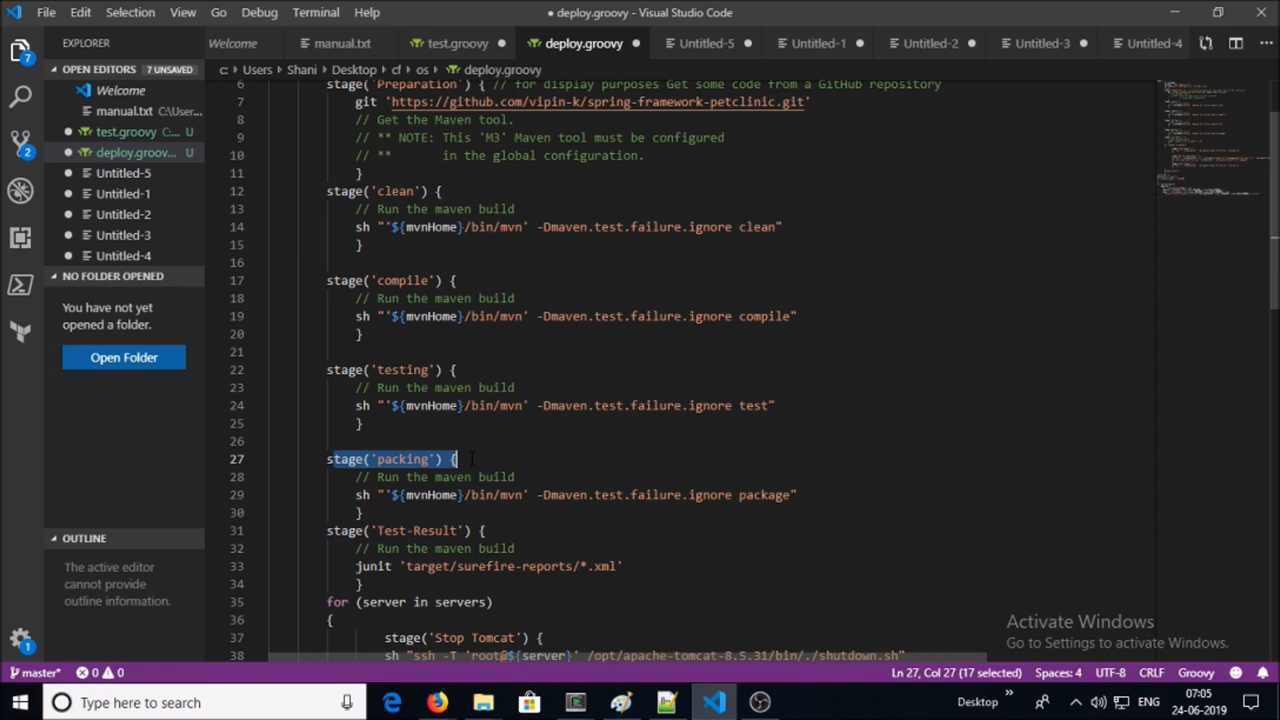 File Edit Selection View Go Debug Terminal Help
● deploy.groovy - Visual Studio Code
EXPLORER
Welcome manual.txt test.groovy ● deploy.groovy ● Untitled-5 ● Untitled-1 ● Untitled-2 ● Untitled-3 ● Untitled-4
7
OPEN EDITORS 7 UNSAVED
c: > Users > Shani > Desktop > cf > os > deploy.groovy
Welcome
manual.txt C:\User...
● test.groovy C:... U
● deploy.groov... U
● Untitled-5
● Untitled-1
● Untitled-2
● Untitled-3
● Untitled-4
2
NO FOLDER OPENED
You have not yet
opened a folder.
Open Folder
OUTLINE
The active editor
cannot provide
outline information.
1
6 stage('Preparation') { // for display purposes Get some code from a GitHub repository
7 git 'https://github.com/vipin-k/spring-framework-petclinic.git'
8 // Get the Maven tool.
9 // ** NOTE: This 'M3' Maven tool must be configured
10 // ** in the global configuration.
11 }
12 stage('clean') {
13 // Run the maven build
14 sh "'${mvnHome}/bin/mvn' -Dmaven.test.failure.ignore clean"
15 }
16
17 stage('compile') {
18 // Run the maven build
19 sh "'${mvnHome}/bin/mvn' -Dmaven.test.failure.ignore compile"
20 }
21
22 stage('testing') {
23 // Run the maven build
24 sh "'${mvnHome}/bin/mvn' -Dmaven.test.failure.ignore test"
25 }
26
27 stage('packing') {
28 // Run the maven build
29 sh "'${mvnHome}/bin/mvn' -Dmaven.test.failure.ignore package"
30 }
31 stage('Test-Result') {
32 // Run the maven build
33 junit 'target/surefire-reports/*.xml'
34 }
35 for (server in servers)
36 {
37 stage('Stop Tomcat') {
38 sh "ssh -T 'root@${server}' /opt/apache-tomcat-8.5.31/bin/./shutdown.sh"
Activate Windows
Go to Settings to activate Windows.
master* 0 0 Ln 27, Col 27 (17 selected) Spaces: 4 UTF-8 CRLF Groovy
Type here to search
Desktop » ENG 07:05
24-06-2019